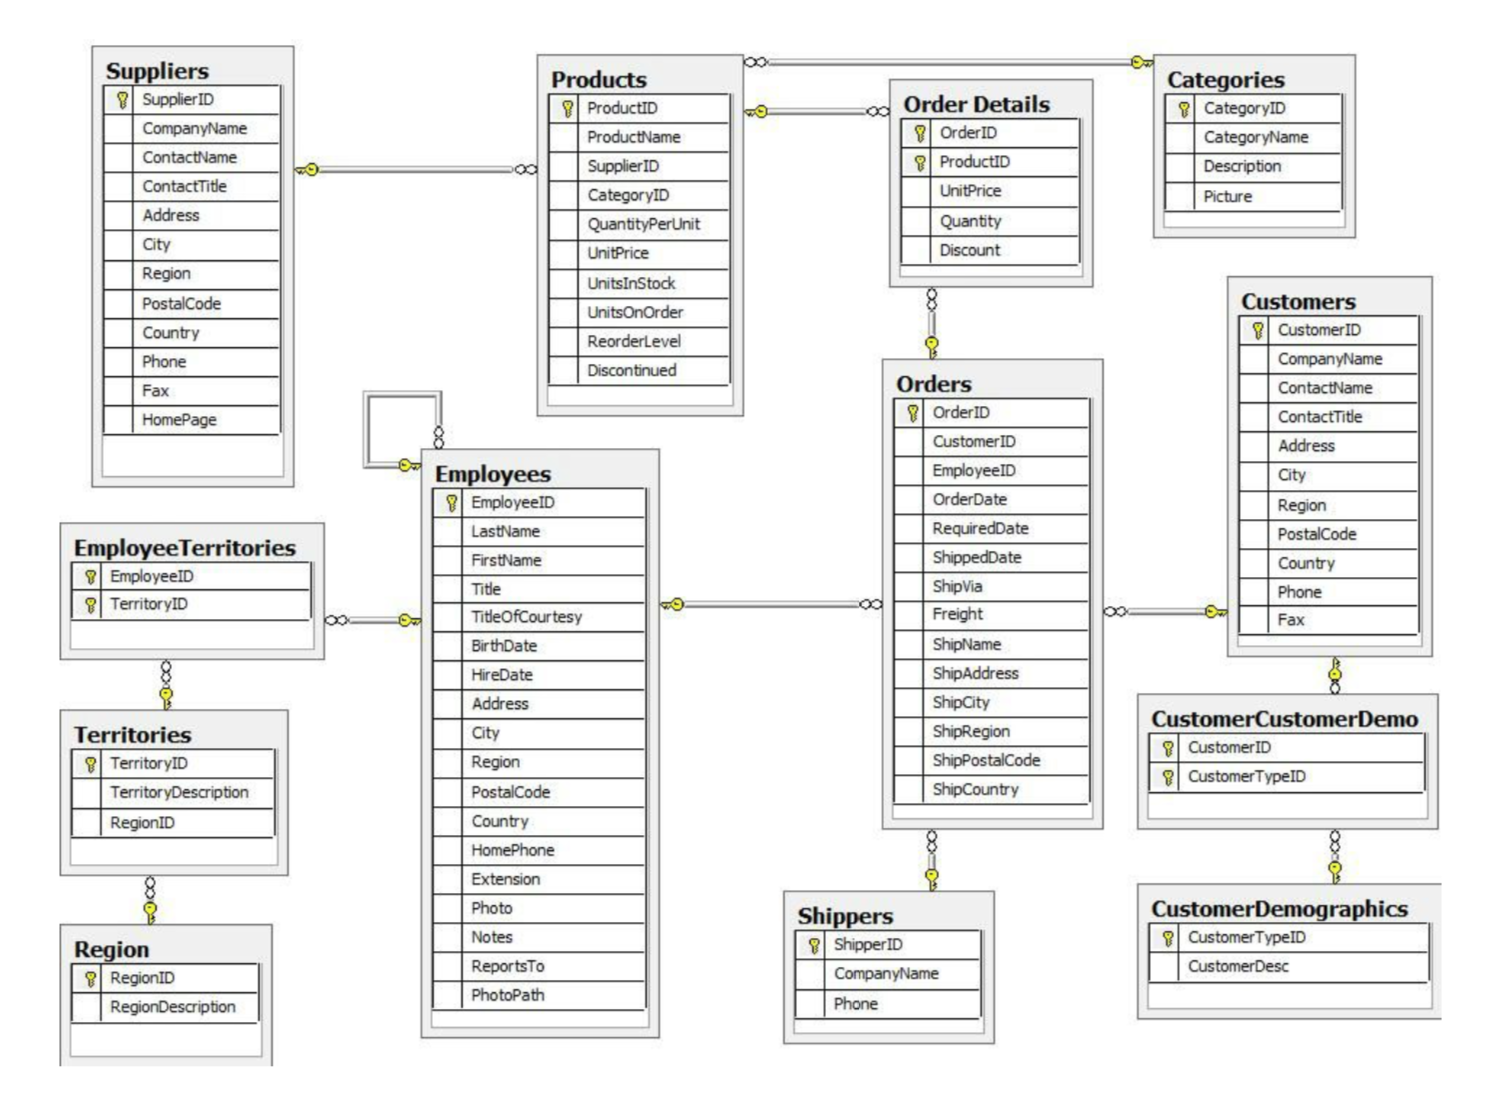 Suppliers
SupplierID
CompanyName
ContactName
ContactTitle
Address
City
Region
PostalCode
Country
Phone
Fax
HomePage
Products
ProductID
ProductName
SupplierID
CategoryID
QuantityPerUnit
UnitPrice
UnitsInStock
UnitsOnOrder
ReorderLevel
Discontinued
Order Details
OrderID
ProductID
UnitPrice
Quantity
Discount
Categories
CategoryID
CategoryName
Description
Picture
Customers
CustomerID
CompanyName
ContactName
ContactTitle
Address
City
Region
PostalCode
Country
Phone
Fax
Orders
OrderID
CustomerID
EmployeeID
OrderDate
RequiredDate
ShippedDate
ShipVia
Freight
ShipName
ShipAddress
ShipCity
ShipRegion
ShipPostalCode
ShipCountry
Employees
EmployeeID
LastName
FirstName
Title
TitleOfCourtesy
BirthDate
HireDate
Address
City
Region
PostalCode
Country
HomePhone
Extension
Photo
Notes
ReportsTo
PhotoPath
EmployeeTerritories
EmployeeID
TerritoryID
Territories
TerritoryID
TerritoryDescription
RegionID
Region
RegionID
RegionDescription
Shippers
ShipperID
CompanyName
Phone
CustomerCustomerDemo
CustomerID
CustomerTypeID
CustomerDemographics
CustomerTypeID
CustomerDesc